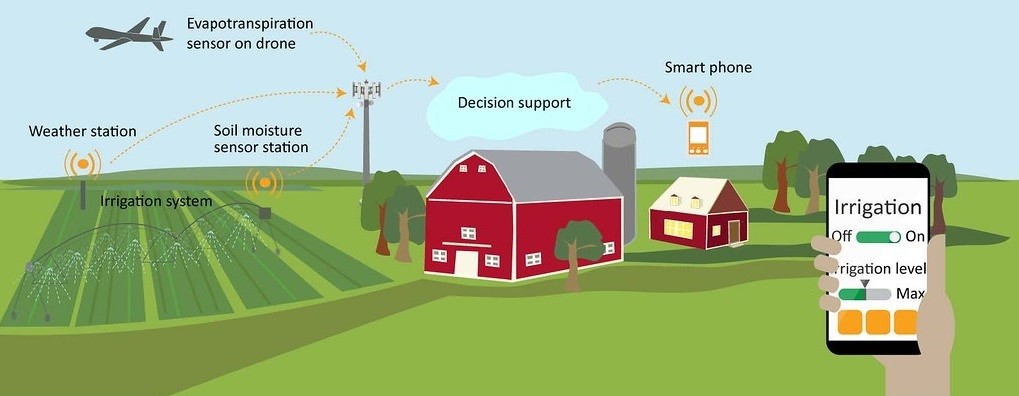 Evapotranspiration
sensor on drone
Smart phone
Decision support
Weather station
Soil moisture
sensor station
Irrigation system
Irrigation
Off On
rrigation level
Max